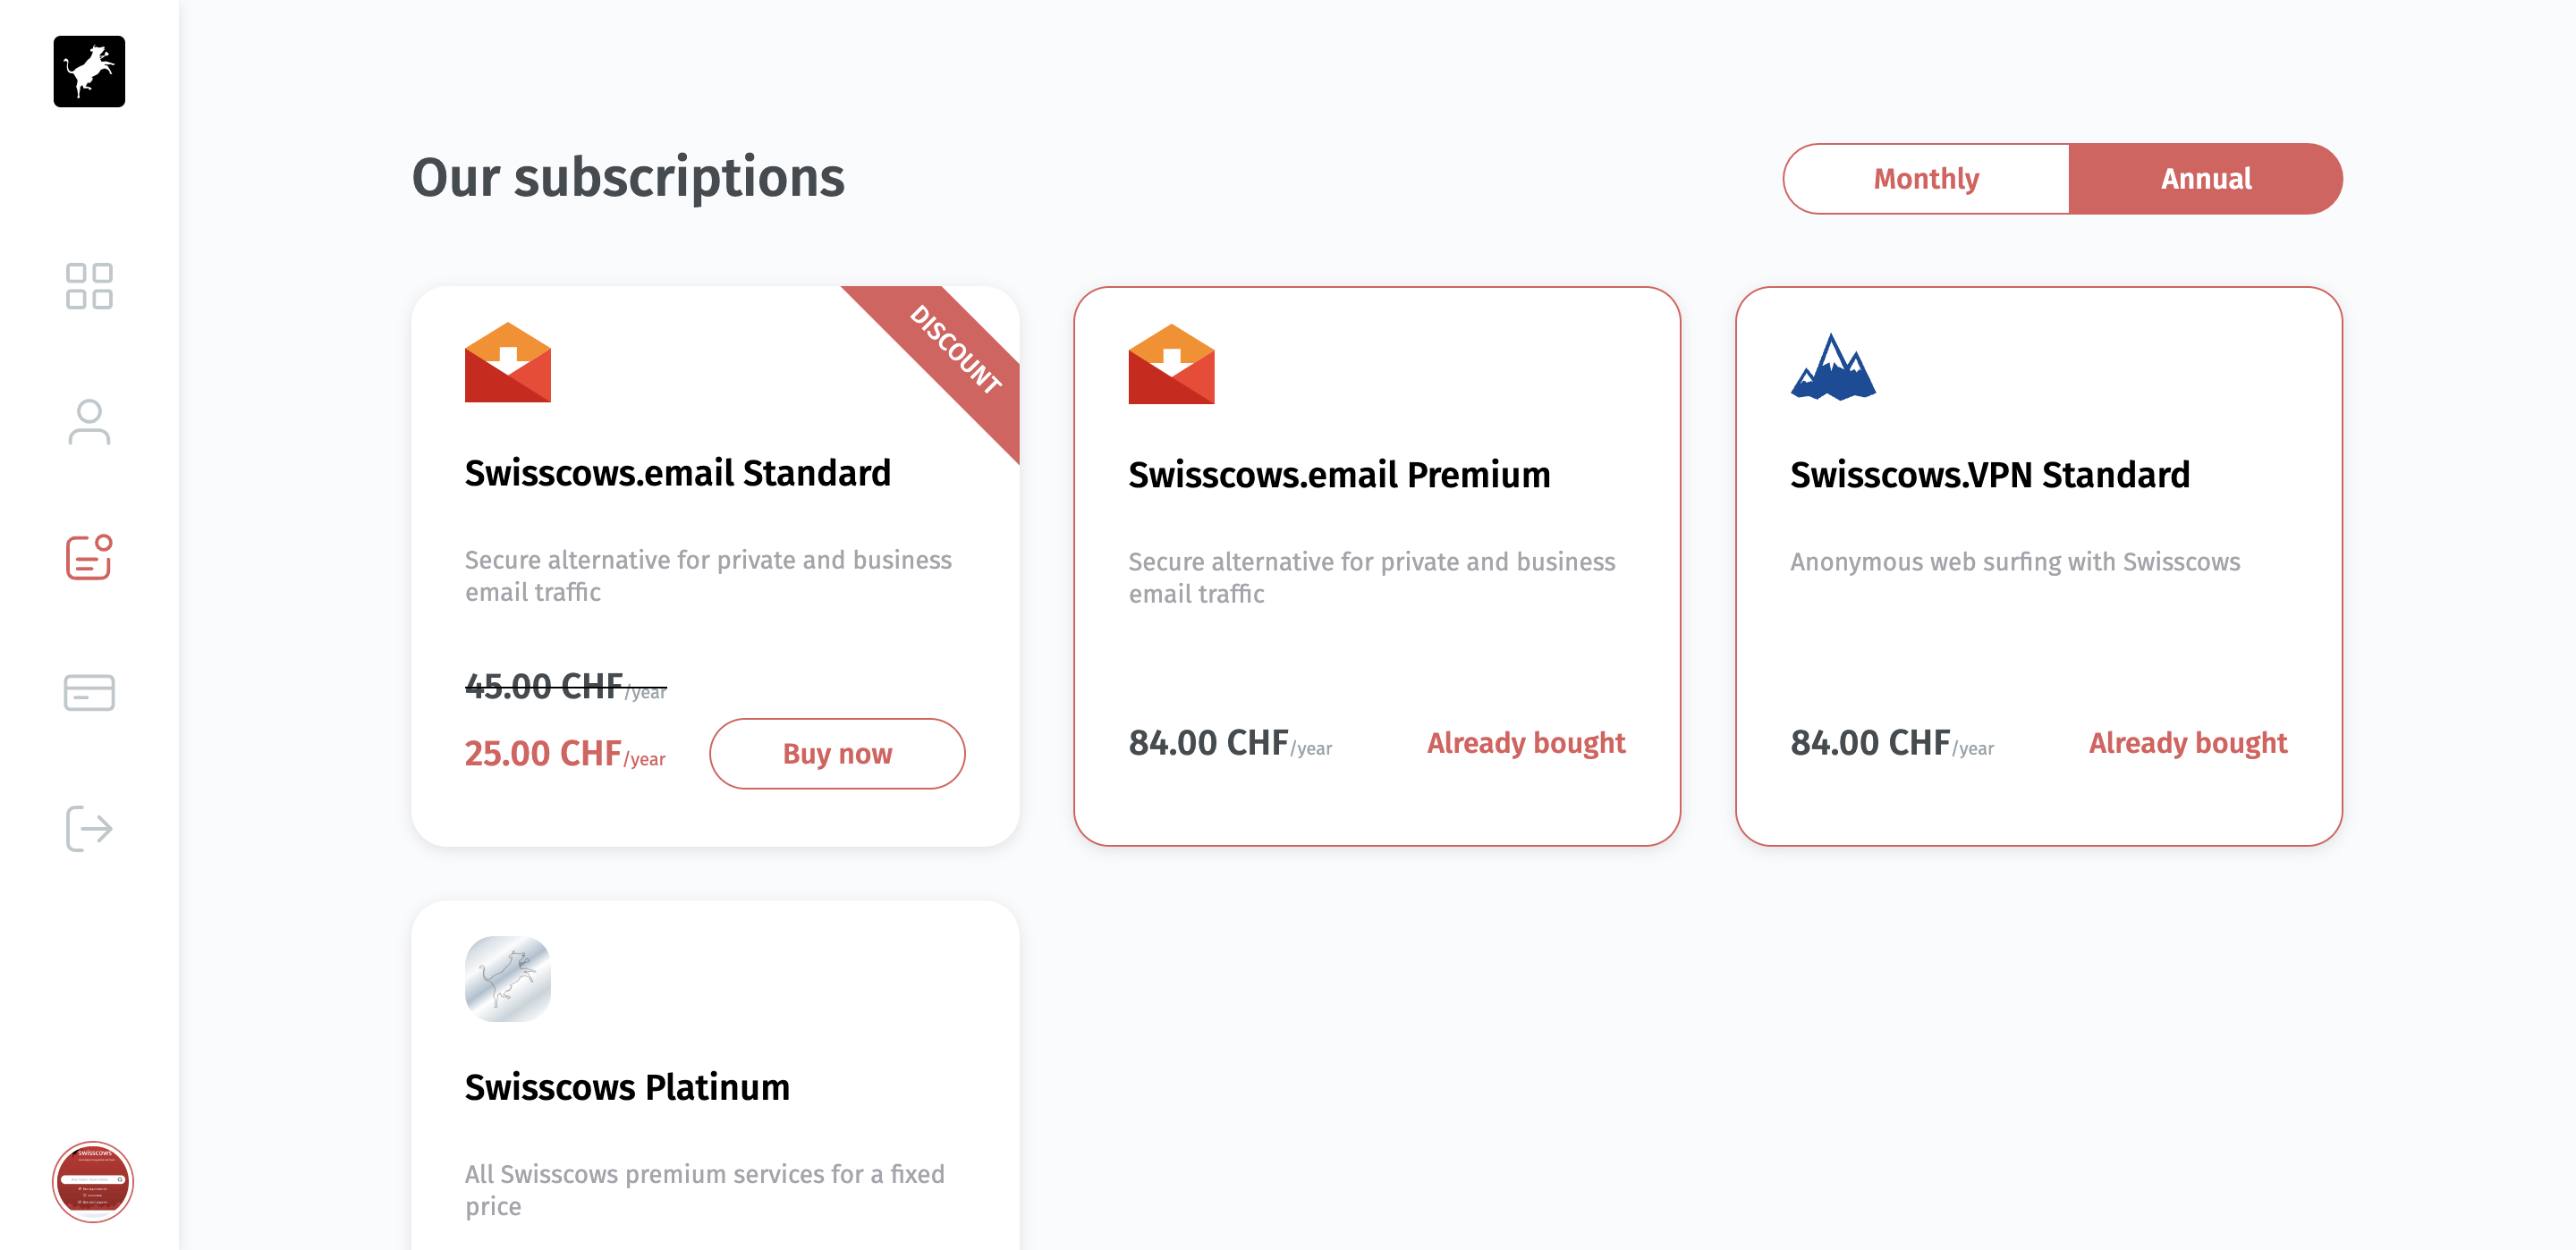 Our subscriptions
Monthly
Annual
DISCOUNT
Swisscows.email Standard
Secure alternative for private and business
email traffic
45.00 CHF/year
25.00 CHF/year
Buy now
Swisscows.email Premium
Secure alternative for private and business
email traffic
84.00 CHF/year
Already bought
Swisscows.VPN Standard
Anonymous web surfing with Swisscows
84.00 CHF/year
Already bought
Swisscows Platinum
All Swisscows premium services for a fixed
price
swisscows